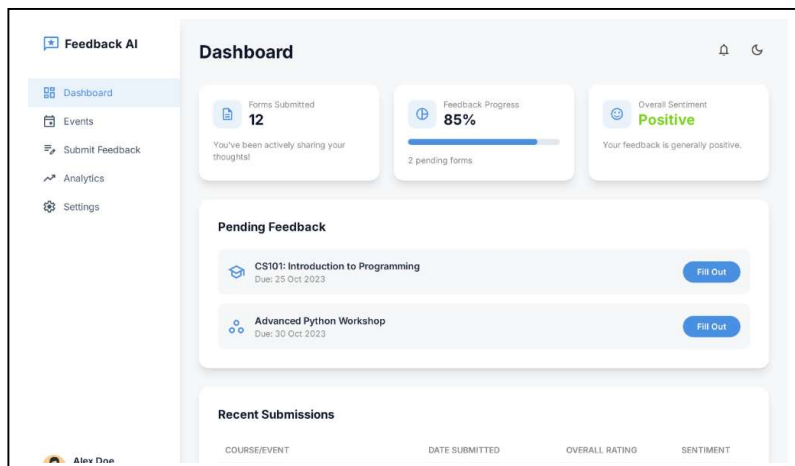 Feedback AI
Dashboard
Events
Submit Feedback
Analytics
Settings
Alex Doe
Dashboard
Forms Submitted
12
You've been actively sharing your
thoughts!
Feedback Progress
85%
2 pending forms
Overall Sentiment
Positive
Your feedback is generally positive.
Pending Feedback
CS101: Introduction to Programming
Due: 25 Oct 2023
Fill Out
Advanced Python Workshop
Due: 30 Oct 2023
Fill Out
Recent Submissions
COURSE/EVENT DATE SUBMITTED OVERALL RATING SENTIMENT